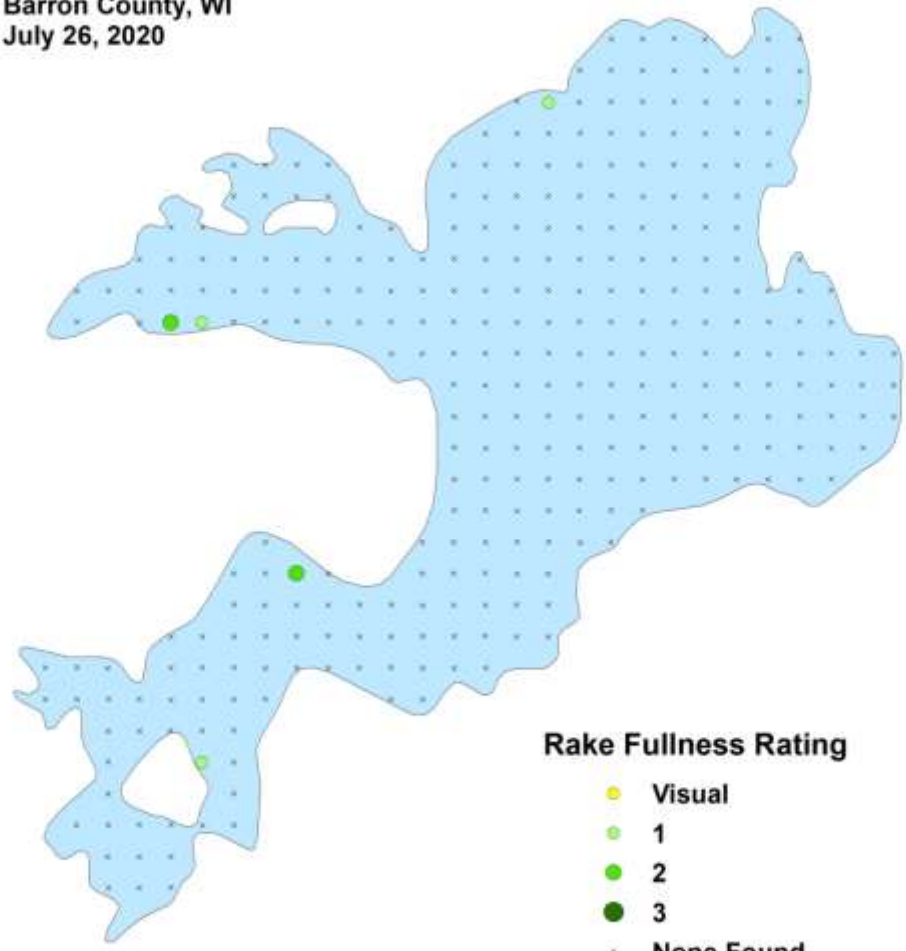 Barron County, WI
July 26, 2020
Rake Fullness Rating
Visual
1
2
3
None Found